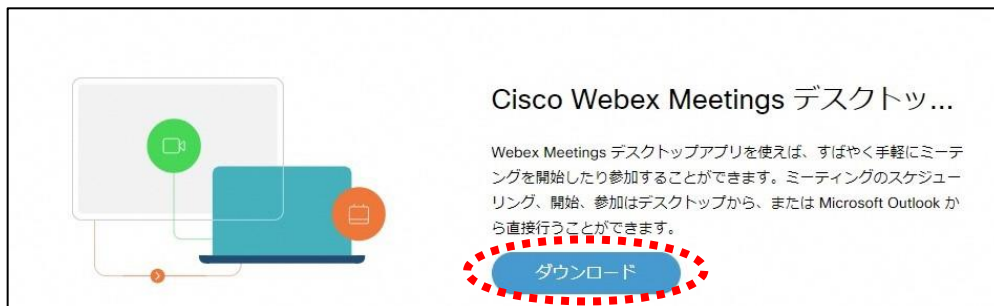 Cisco Webex Meetings デスクトッ...
Webex Meetings デスクトップアプリを使えば、すばやく手軽にミーテ
ィングを開始したり参加することができます。ミーティングのスケジュー
リング、開始、参加はデスクトップから、または Microsoft Outlook か
ら直接行うことができます。
ダウンロード